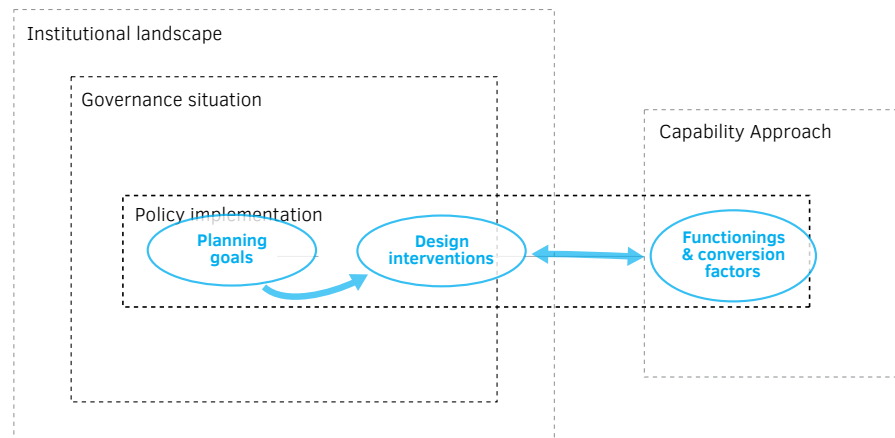 Institutional landscape
Governance situation
Capability Approach
Policy implementation
Planning
goals
Design
interventions
Functionings
& conversion
factors